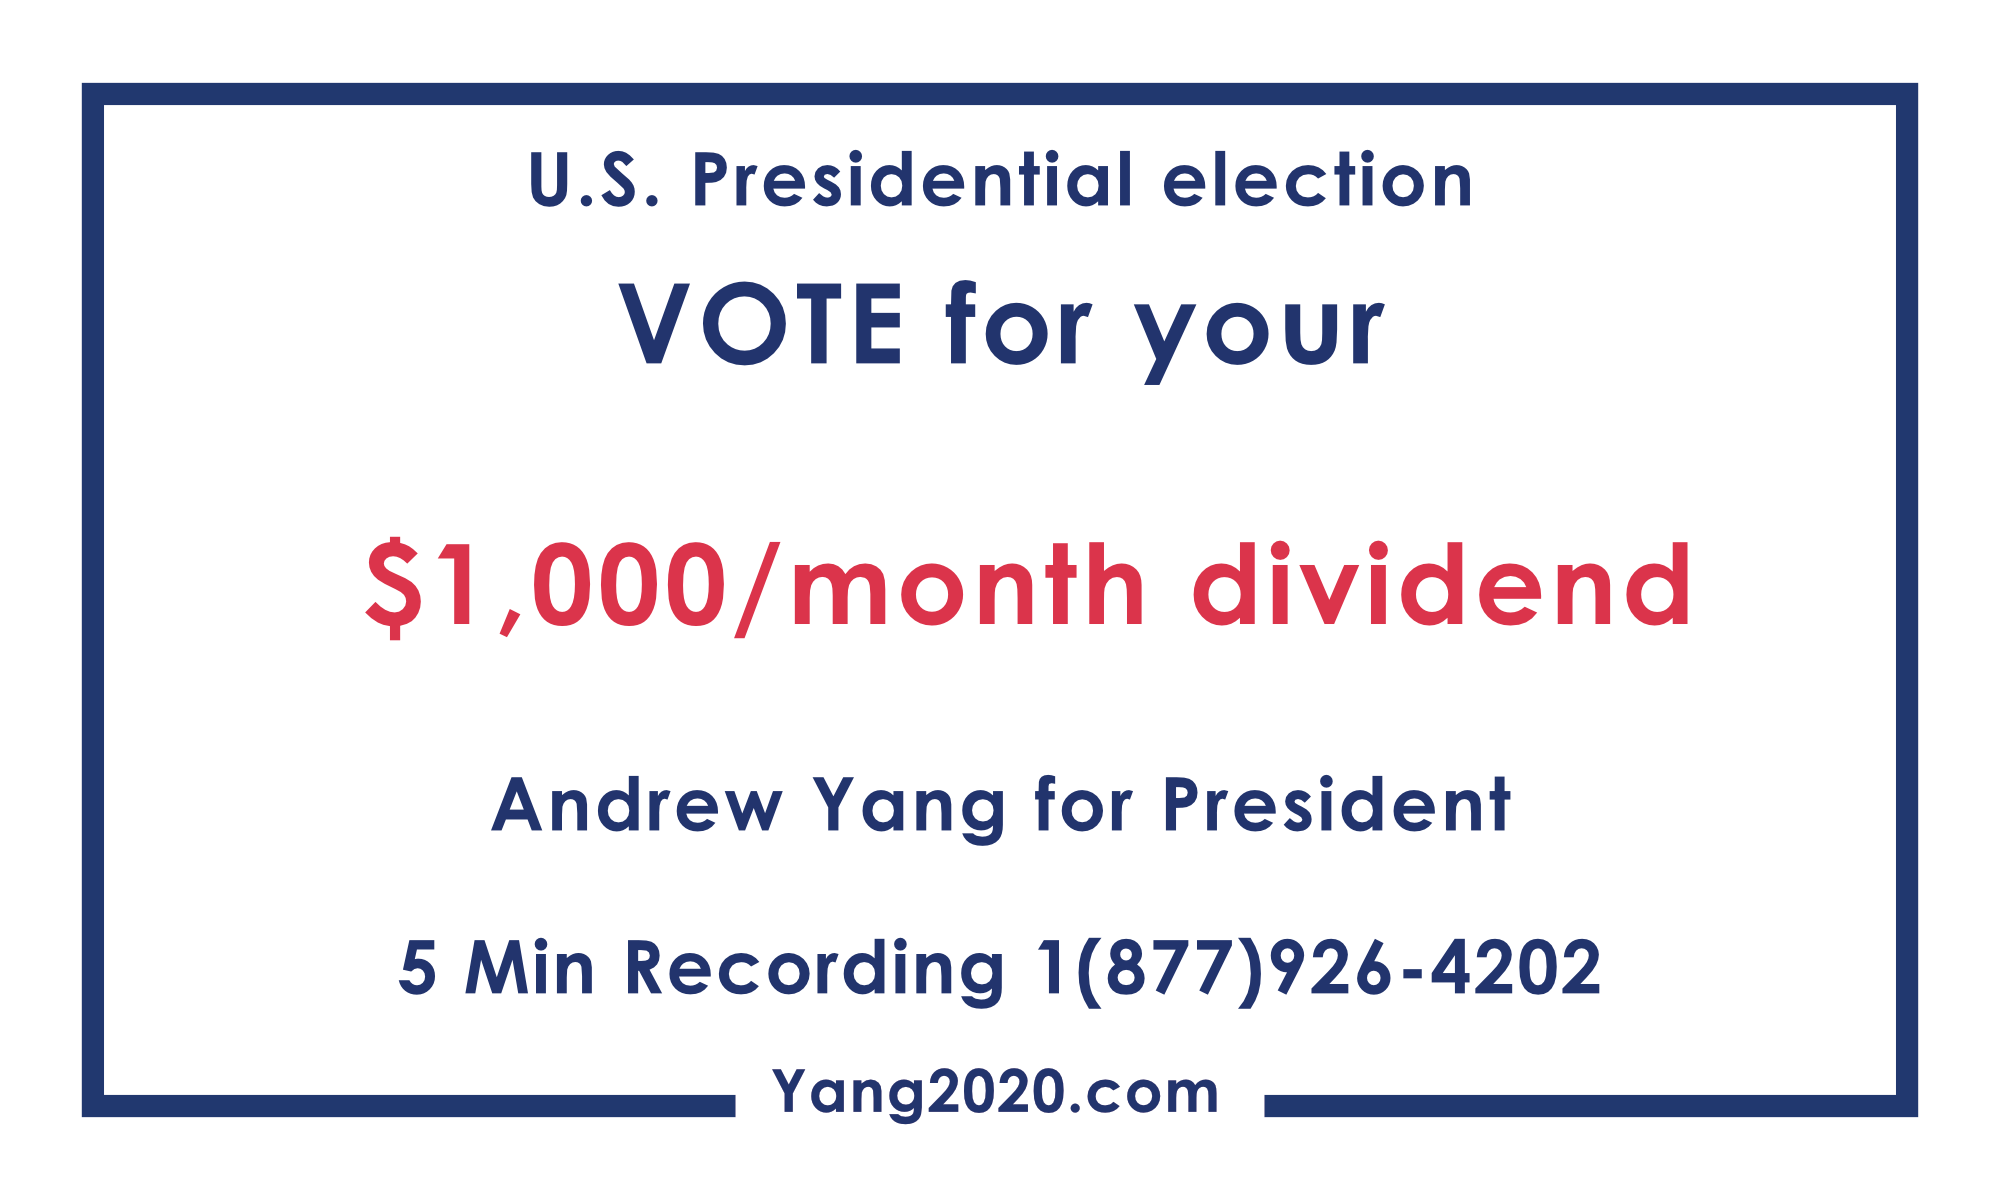 U.S. Presidential election
VOTE for your
$1,000/month dividend
Andrew Yang for President
5 Min Recording 1(877)926-4202
Yang2020.com